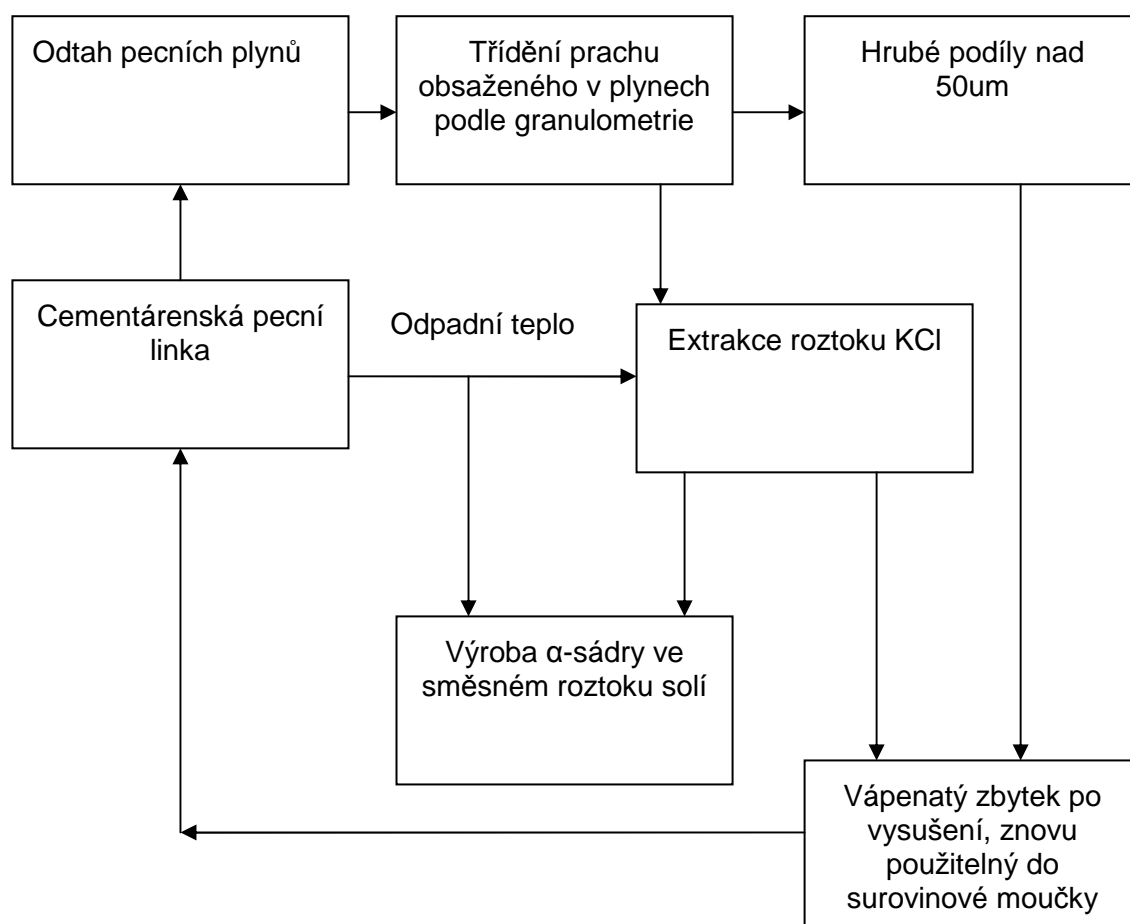 Odtah pecních plynů
Třídění prachu
obsaženého v plynech
podle granulometrie
Hrubé podíly nad
50um
Cementárenská pecní
linka
Odpadní teplo
Extrakce roztoku KCl
Výroba α-sádry ve
směsném roztoku solí
Vápenatý zbytek po
vysušení, znovu
použitelný do
surovinové moučky